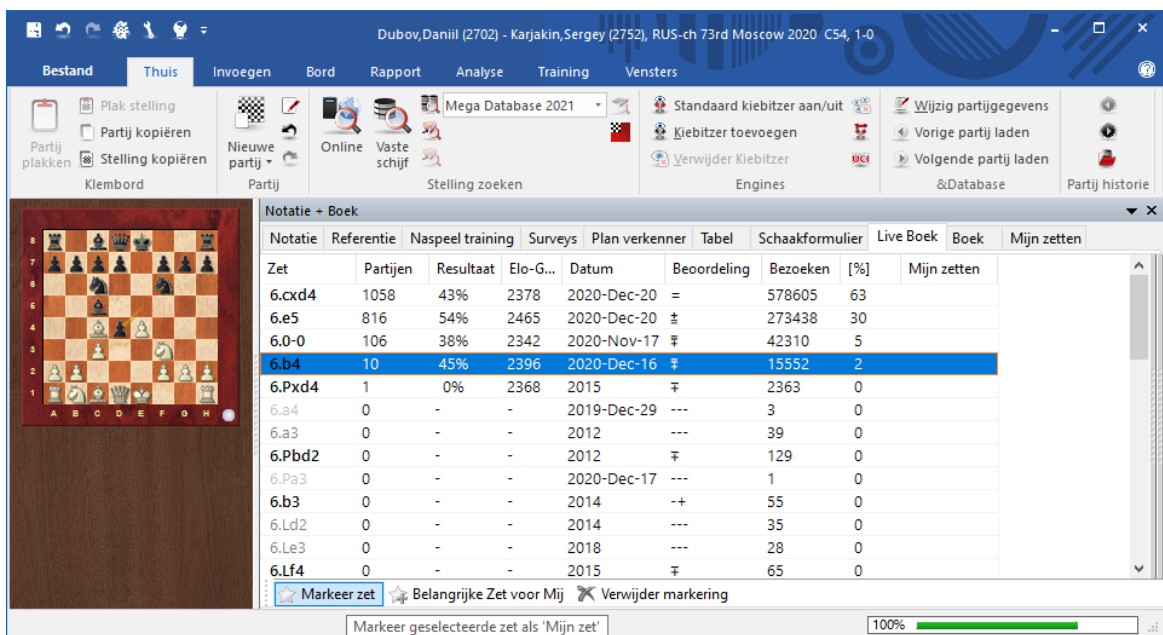 Dubov,Daniil (2702) - Karjakin,Sergey (2752), RUS-ch 73rd Moscow 2020 C54, 1-0
Bestand Thuis Invoegen Bord Rapport Analyse Training Vensters
Partij plakken
Plak stelling
Partij kopiëren
Stelling kopiëren
Klembord
Nieuwe partij
Partij
Online
Vaste schijf
Mega Database 2021
Stelling zoeken
Standaard kiebitzer aan/uit
Kiebitzer toevoegen
Verwijder Kiebitzer
UCI
Engines
Wijzig partijgegevens
Vorige partij laden
Volgende partij laden
&Database
Partij historie
8
7
6
5
4
3
2
1
A B C D E F G H
Notatie + Boek
Notatie Referentie Naspeel training Surveys Plan verkenner Tabel Schaakformulier Live Boek Boek Mijn zetten
Zet Partijen Resultaat Elo-G... Datum Beoordeling Bezoeken [%] Mijn zetten
6.cxd4 1058 43% 2378 2020-Dec-20 = 578605 63
6.e5 816 54% 2465 2020-Dec-20 ± 273438 30
6.0-0 106 38% 2342 2020-Nov-17 ∓ 42310 5
6.b4 10 45% 2396 2020-Dec-16 ∓ 15552 2
6.Pxd4 1 0% 2368 2015 ∓ 2363 0
6.a4 0 - - 2019-Dec-29 --- 3 0
6.a3 0 - - 2012 --- 39 0
6.Pbd2 0 - - 2012 ∓ 129 0
6.Pa3 0 - - 2020-Dec-17 --- 1 0
6.b3 0 - - 2014 -+ 55 0
6.Ld2 0 - - 2014 --- 35 0
6.Le3 0 - - 2018 --- 28 0
6.Lf4 0 - - 2015 ∓ 65 0
Markeer zet Belangrijke Zet voor Mij Verwijder markering
Markeer geselecteerde zet als 'Mijn zet' 100%